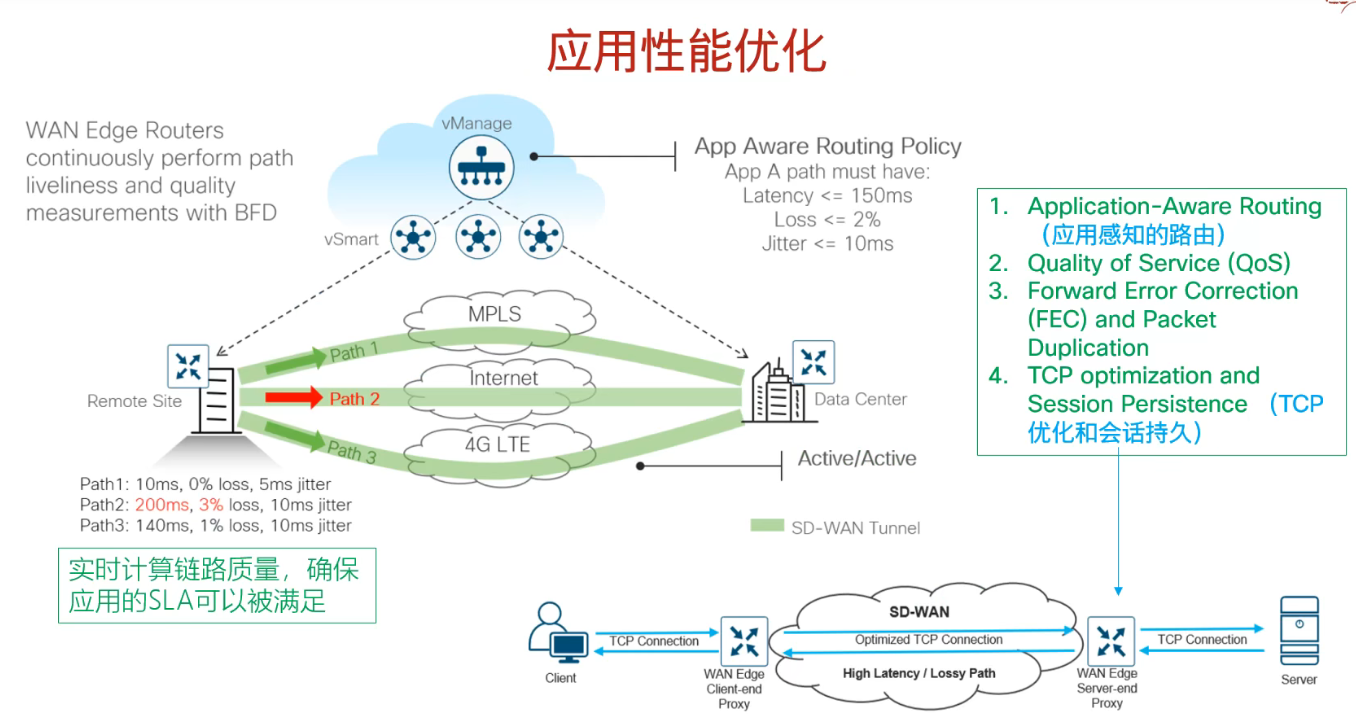 应用性能优化
WAN Edge Routers
continuously perform path
liveliness and quality
measurements with BFD
vManage
vSmart
App Aware Routing Policy
App A path must have:
Latency <= 150ms
Loss <= 2%
Jitter <= 10ms
1. Application-Aware Routing
（应用感知的路由）
2. Quality of Service (QoS)
3. Forward Error Correction
(FEC) and Packet
Duplication
4. TCP optimization and
Session Persistence （TCP
优化和会话持久）
MPLS
Path 1
Internet
Path 2
4G LTE
Path 3
Remote Site
Data Center
Active/Active
Path1: 10ms, 0% loss, 5ms jitter
Path2: 200ms, 3% loss, 10ms jitter
Path3: 140ms, 1% loss, 10ms jitter
SD-WAN Tunnel
实时计算链路质量，确保
应用的SLA可以被满足
SD-WAN
TCP Connection
Optimized TCP Connection
TCP Connection
High Latency / Lossy Path
Client
WAN Edge
Client-end
Proxy
WAN Edge
Server-end
Proxy
Server